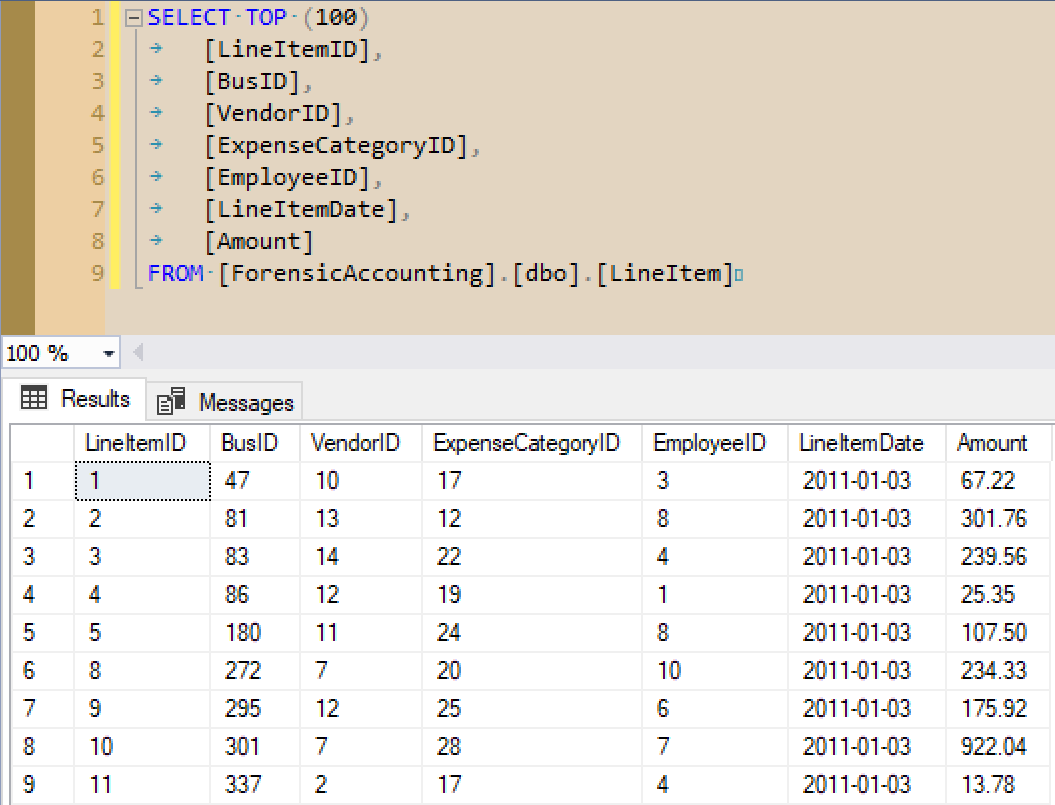 1 SELECT TOP (100)
2 [LineItemID],
3 [BusID],
4 [VendorID],
5 [ExpenseCategoryID],
6 [EmployeeID],
7 [LineItemDate],
8 [Amount]
9 FROM [ForensicAccounting].[dbo].[LineItem]
100 %
Results Messages
LineItemID BusID VendorID ExpenseCategoryID EmployeeID LineItemDate Amount
1 1 47 10 17 3 2011-01-03 67.22
2 2 81 13 12 8 2011-01-03 301.76
3 3 83 14 22 4 2011-01-03 239.56
4 4 86 12 19 1 2011-01-03 25.35
5 5 180 11 24 8 2011-01-03 107.50
6 8 272 7 20 10 2011-01-03 234.33
7 9 295 12 25 6 2011-01-03 175.92
8 10 301 7 28 7 2011-01-03 922.04
9 11 337 2 17 4 2011-01-03 13.78